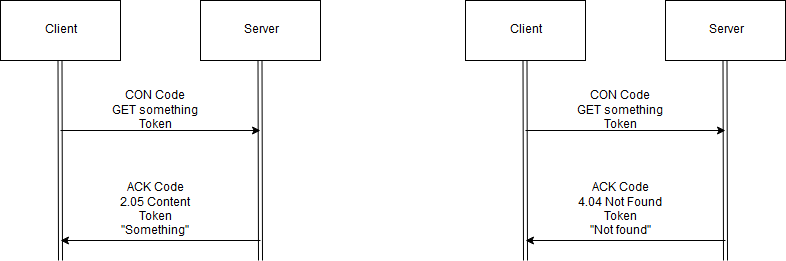 Client
Server
CON Code
GET something
Token
ACK Code
2.05 Content
Token
"Something"
Client
Server
CON Code
GET something
Token
ACK Code
4.04 Not Found
Token
"Not found"